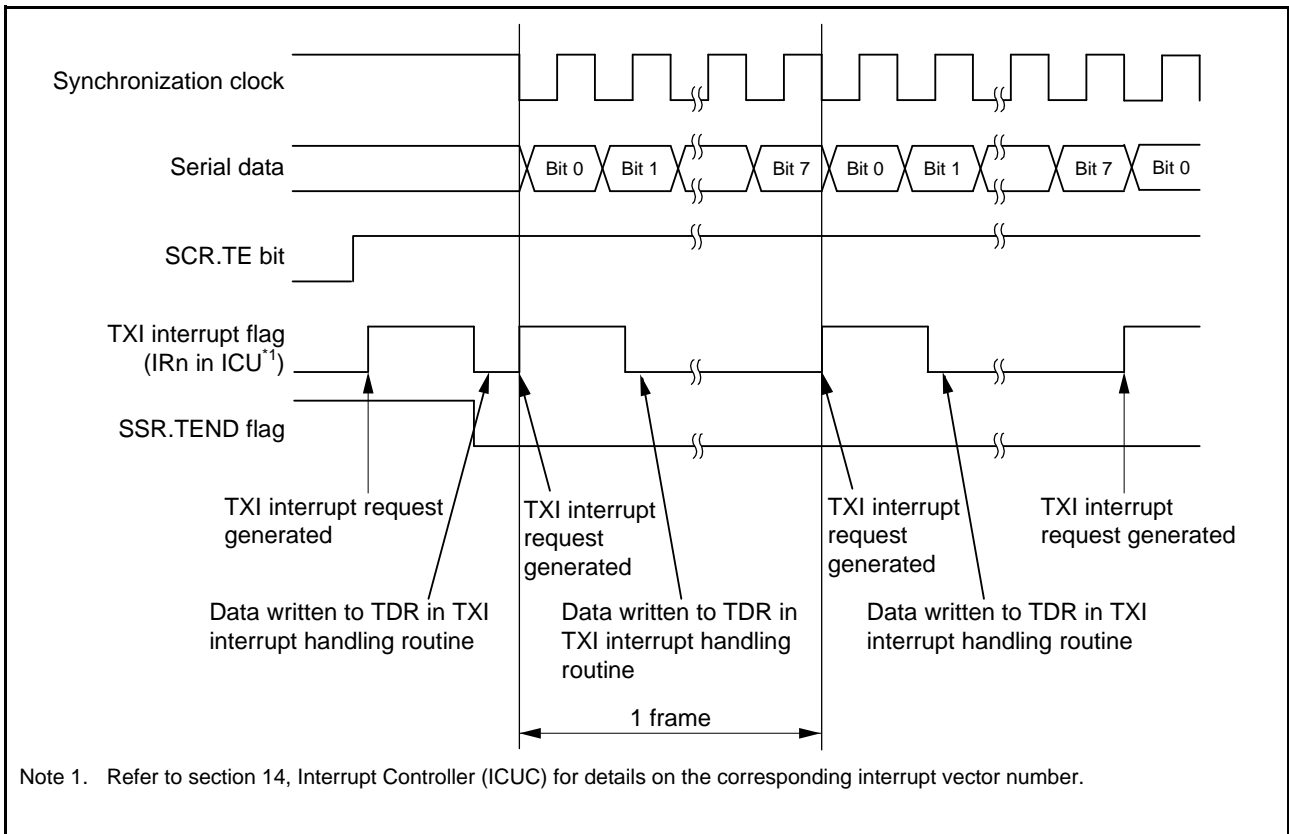 Synchronization clock
Serial data
Bit 0 Bit 1 Bit 7 Bit 0 Bit 1 Bit 7 Bit 0
SCR.TE bit
TXI interrupt flag
(IRn in ICU*1)
SSR.TEND flag
TXI interrupt request
generated
TXI interrupt
request
generated
TXI interrupt
request
generated
TXI interrupt
request generated
Data written to TDR in TXI
interrupt handling routine
Data written to TDR in
TXI interrupt handling
routine
Data written to TDR in TXI
interrupt handling routine
1 frame
Note 1. Refer to section 14, Interrupt Controller (ICUC) for details on the corresponding interrupt vector number.